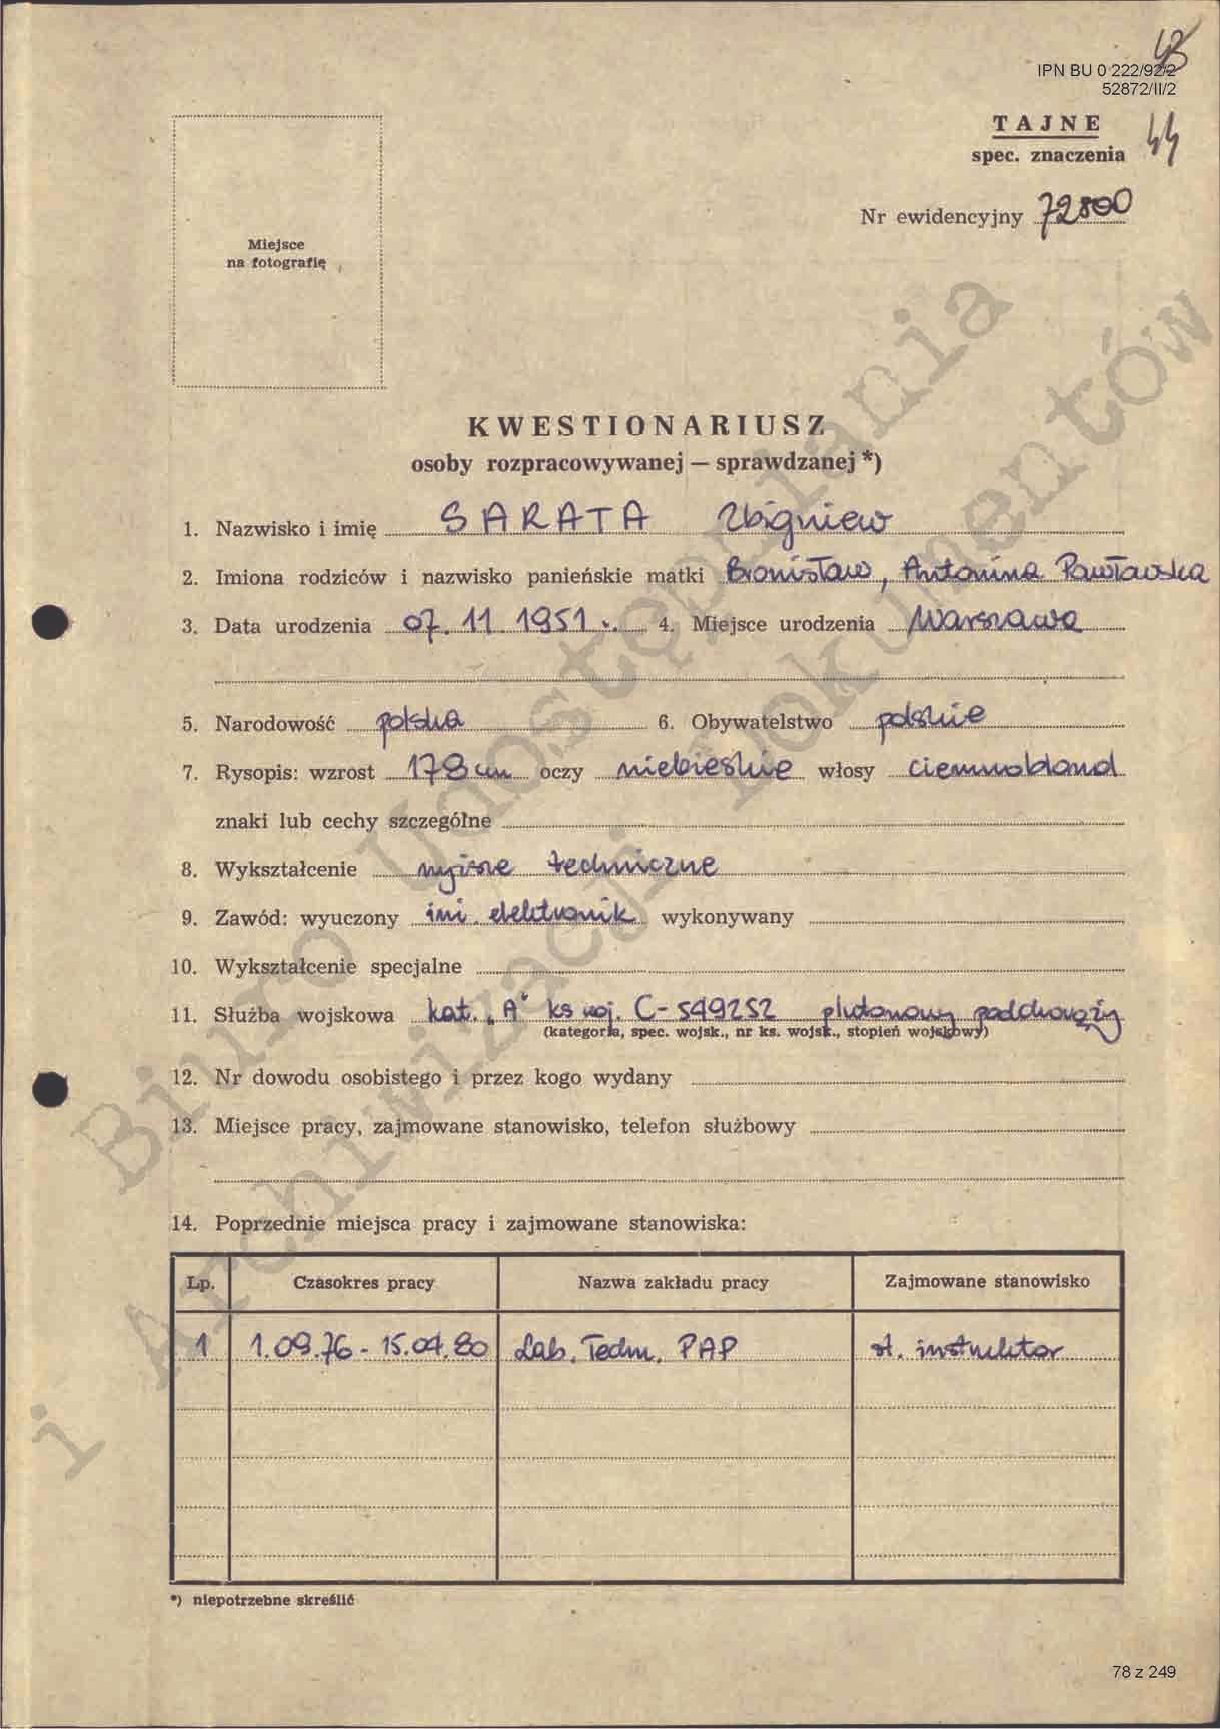 43
IPN BU 0 222/92/2
52872/II/2
TAJNE
44
spec. znaczenia
Nr ewidencyjny 72800
Miejsce
na fotografię
KWESTIONARIUSZ
osoby rozpracowywanej — sprawdzanej *)
1. Nazwisko i imię SARATA Zbigniew
2. Imiona rodziców i nazwisko panieńskie matki Bronisław, Antonina Pawławska
3. Data urodzenia 07.11.1951 r. 4. Miejsce urodzenia Warszawa
5. Narodowość polska 6. Obywatelstwo polskie
7. Rysopis: wzrost 178 cm oczy niebieskie włosy ciemnoblond
znaki lub cechy szczególne
8. Wykształcenie wyższe techniczne
9. Zawód: wyuczony inż. elektronik wykonywany
10. Wykształcenie specjalne
11. Służba wojskowa kat. „A" ks woj. C-549252 plutonowy podchorąży
(kategoria, spec. wojsk., nr ks. wojsk., stopień wojskowy)
12. Nr dowodu osobistego i przez kogo wydany
13. Miejsce pracy, zajmowane stanowisko, telefon służbowy
14. Poprzednie miejsca pracy i zajmowane stanowiska:
Lp. Czasokres pracy Nazwa zakładu pracy Zajmowane stanowisko
1 1.09.76 - 15.04.80 Lab. Techn. PAP st. instruktor
*) niepotrzebne skreślić
Biuro Udostępniania
i Archiwizacji Dokumentów
78 z 249